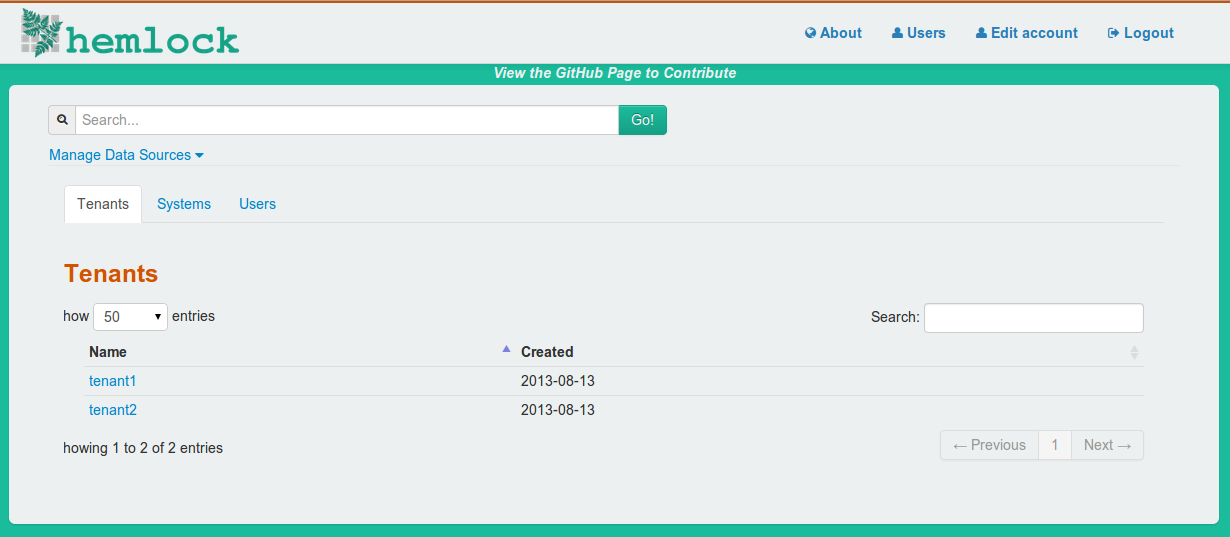 hemlock
About Users Edit account Logout
View the GitHub Page to Contribute
Search... Go!
Manage Data Sources
Tenants Systems Users
Tenants
how 50 entries Search:
Name Created
tenant1 2013-08-13
tenant2 2013-08-13
howing 1 to 2 of 2 entries
← Previous 1 Next →